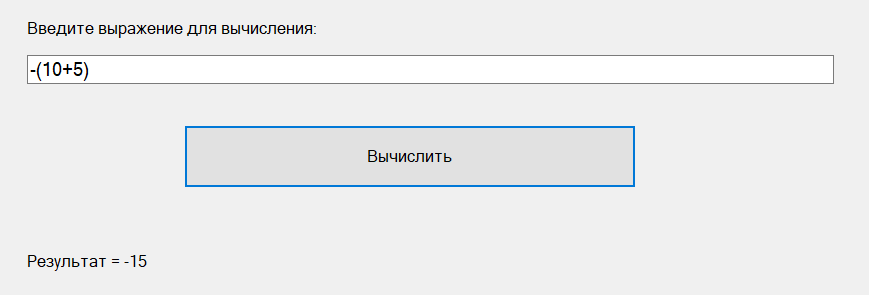 Введите выражение для вычисления:
-(10+5)
Вычислить
Результат = -15